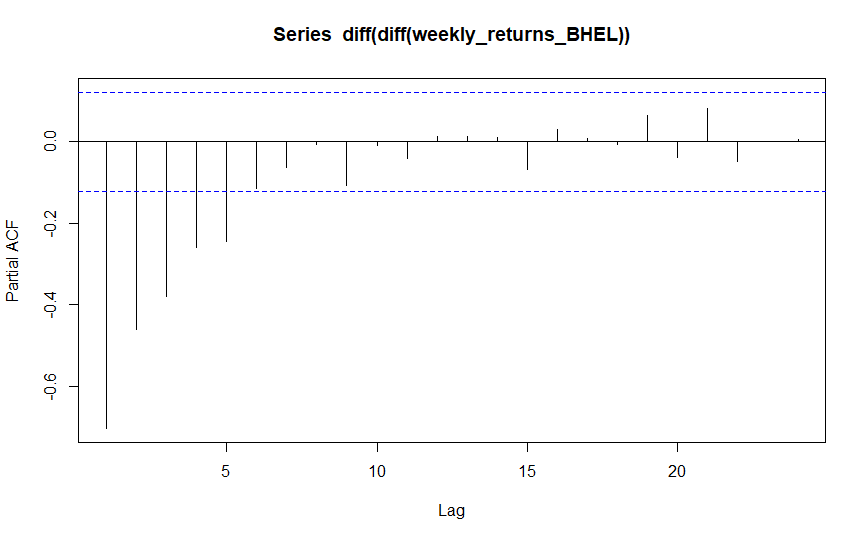 Series diff(diff(weekly_returns_BHEL))
Partial ACF
0.0
-0.2
-0.4
-0.6
5 10 15 20
Lag